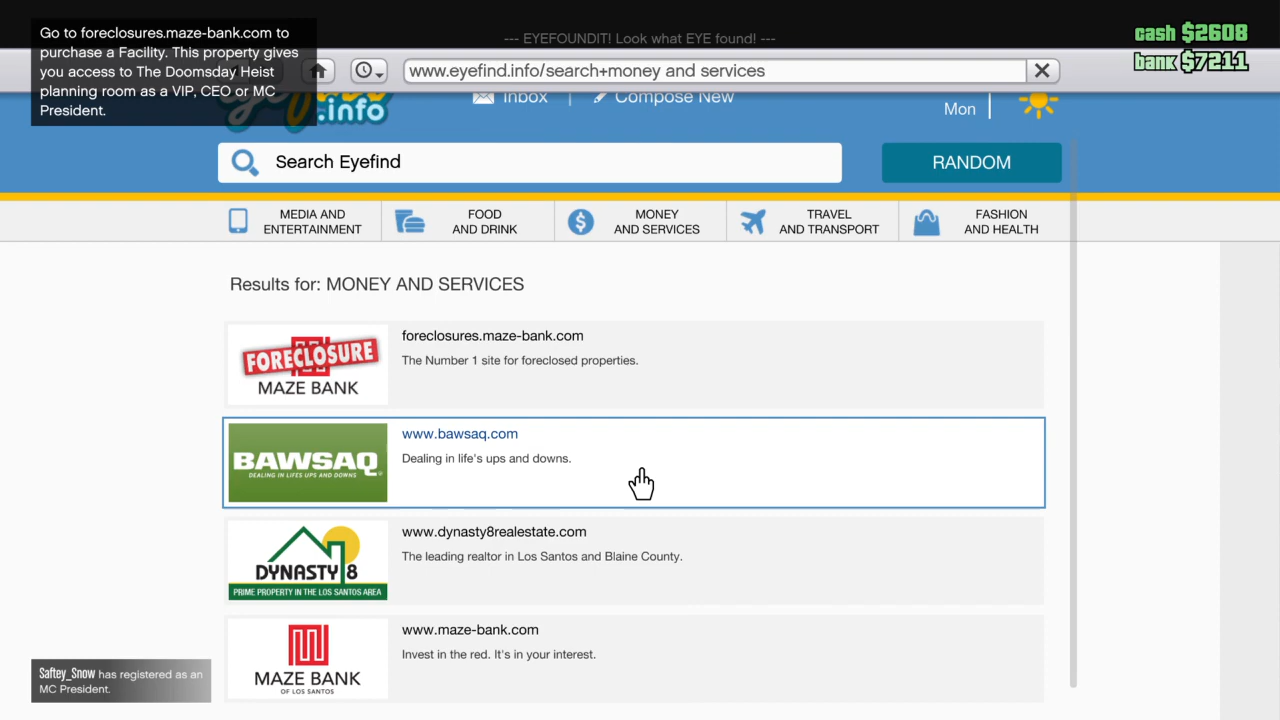 Go to foreclosures.maze-bank.com to
purchase a Facility. This property gives
you access to The Doomsday Heist
planning room as a VIP, CEO or MC
President.
--- EYEFOUNDIT! Look what EYE found! ---
cash $2608
bank $7211
www.eyefind.info/search+money and services
.info
Inbox
Compose New
Mon
Search Eyefind
RANDOM
MEDIA AND
ENTERTAINMENT
FOOD
AND DRINK
MONEY
AND SERVICES
TRAVEL
AND TRANSPORT
FASHION
AND HEALTH
Results for: MONEY AND SERVICES
FORECLOSURE
MAZE BANK
foreclosures.maze-bank.com
The Number 1 site for foreclosed properties.
BAWSAQ
DEALING IN LIFES UPS AND DOWNS
www.bawsaq.com
Dealing in life's ups and downs.
DYNASTY 8
PRIME PROPERTY IN THE LOS SANTOS AREA
www.dynasty8realestate.com
The leading realtor in Los Santos and Blaine County.
MAZE BANK
OF LOS SANTOS
www.maze-bank.com
Invest in the red. It's in your interest.
Saftey_Snow has registered as an
MC President.